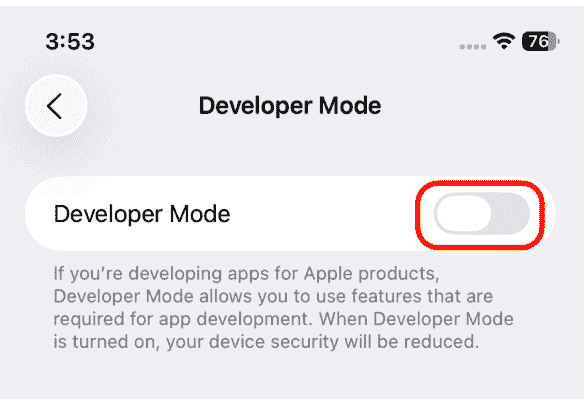 3:53
76
Developer Mode
Developer Mode
If you're developing apps for Apple products,
Developer Mode allows you to use features that are
required for app development. When Developer Mode
is turned on, your device security will be reduced.